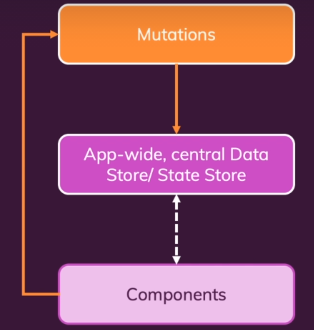 Mutations
App-wide, central Data
Store/ State Store
Components